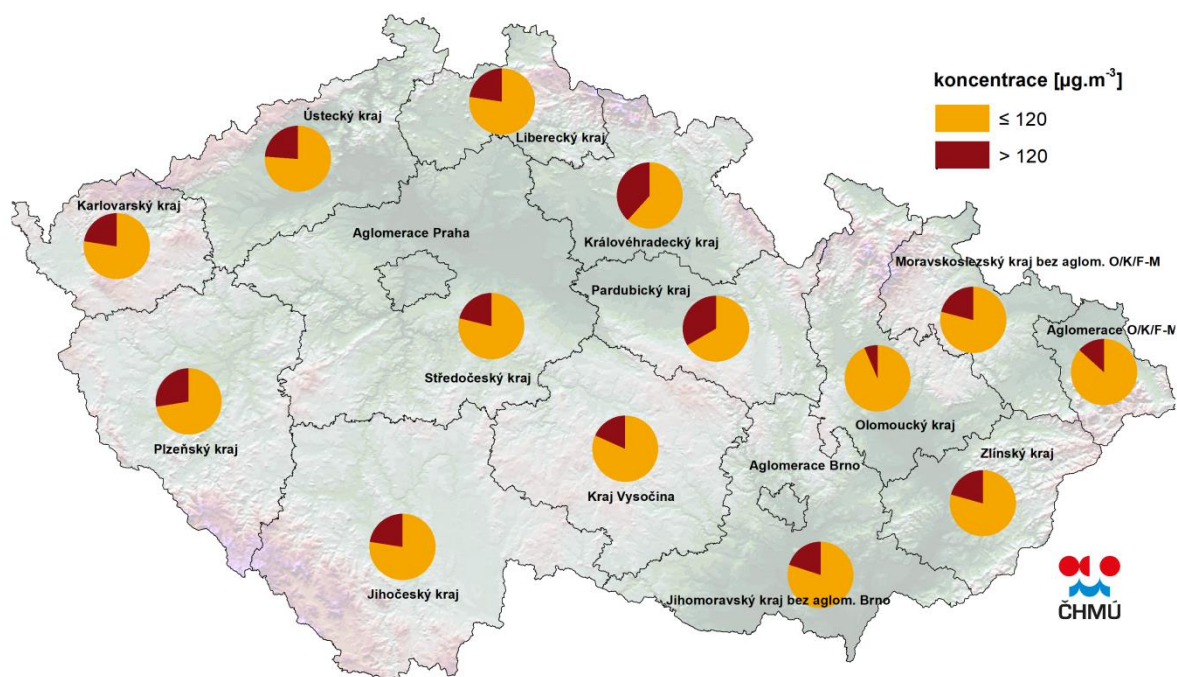 koncentrace [µg.m⁻³]
≤ 120
> 120
Ústecký kraj
Liberecký kraj
Karlovarský kraj
Aglomerace Praha
Královéhradecký kraj
Moravskoslezský kraj bez aglom. O/K/F-M
Pardubický kraj
Aglomerace O/K/F-M
Středočeský kraj
Olomoucký kraj
Plzeňský kraj
Zlínský kraj
Aglomerace Brno
Kraj Vysočina
Jihočeský kraj
Jihomoravský kraj bez aglom. Brno
ČHMÚ